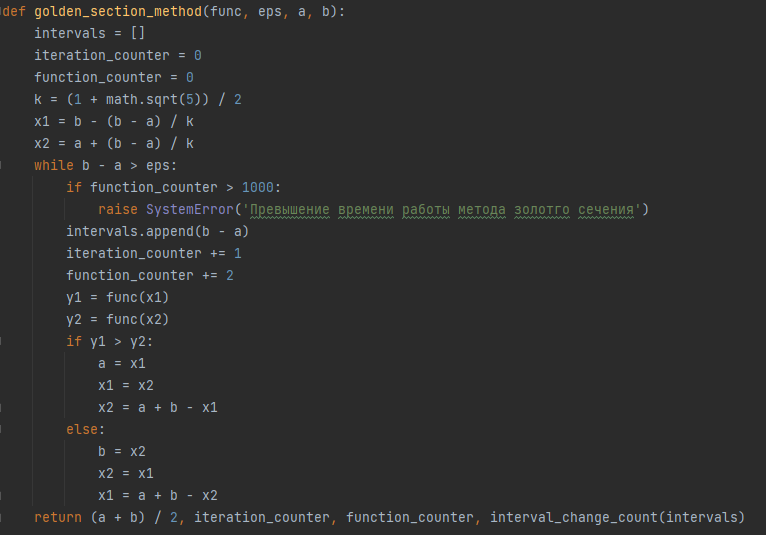 def golden_section_method(func, eps, a, b):
    intervals = []
    iteration_counter = 0
    function_counter = 0
    k = (1 + math.sqrt(5)) / 2
    x1 = b - (b - a) / k
    x2 = a + (b - a) / k
    while b - a > eps:
        if function_counter > 1000:
            raise SystemError('Превышение времени работы метода золотго сечения')
        intervals.append(b - a)
        iteration_counter += 1
        function_counter += 2
        y1 = func(x1)
        y2 = func(x2)
        if y1 > y2:
            a = x1
            x1 = x2
            x2 = a + b - x1
        else:
            b = x2
            x2 = x1
            x1 = a + b - x2
    return (a + b) / 2, iteration_counter, function_counter, interval_change_count(intervals)